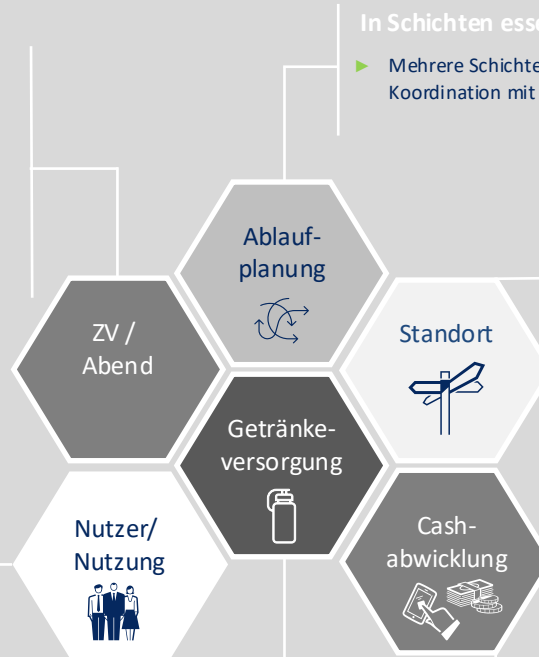 In Schichten esse
► Mehrere Schichte
Koordination mit
Ablauf-
planung
ZV /
Abend
Standort
Getränke-
versorgung
Nutzer/
Nutzung
Cash-
abwicklung